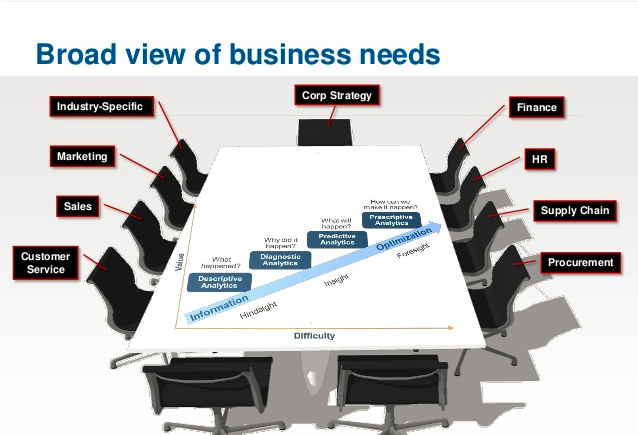 Broad view of business needs
Corp Strategy
Industry-Specific
Finance
Marketing
HR
Sales
Supply Chain
Customer
Service
Procurement
How can we
make it happen?
Prescriptive
Analytics
What will
happen?
Predictive
Analytics
Why did it
happen?
Diagnostic
Analytics
What
happened?
Descriptive
Analytics
Value
Optimization
Information
Foresight
Insight
Hindsight
Difficulty